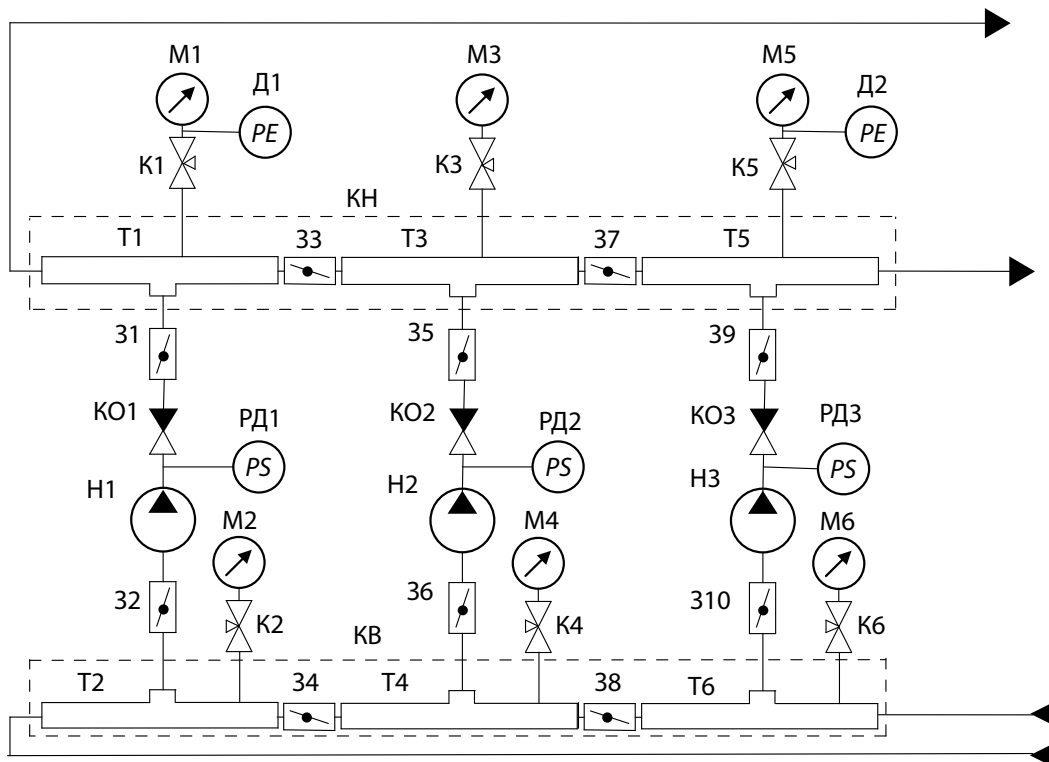 М1
М3
М5
Д1
Д2
PE
PE
К1
К3
К5
КН
Т1
33
Т3
37
Т5
31
35
39
КО1
КО2
КО3
РД1
РД2
РД3
PS
PS
PS
Н1
Н2
Н3
М2
М4
М6
32
36
310
К2
К4
К6
КВ
Т2
34
Т4
38
Т6